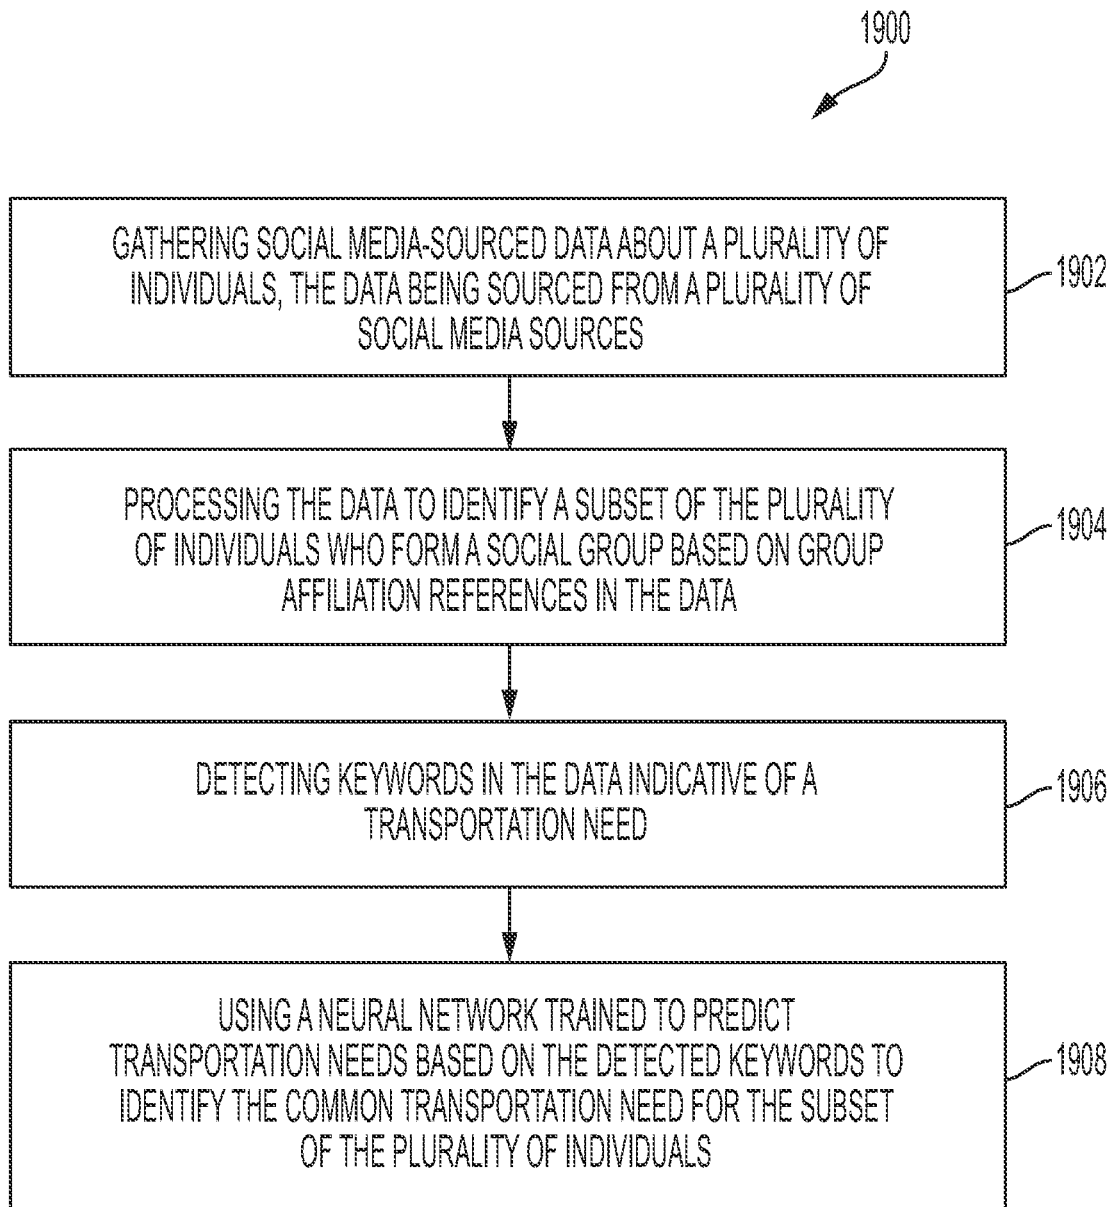 1900
GATHERING SOCIAL MEDIA-SOURCED DATA ABOUT A PLURALITY OF
INDIVIDUALS, THE DATA BEING SOURCED FROM A PLURALITY OF
SOCIAL MEDIA SOURCES
1902
PROCESSING THE DATA TO IDENTIFY A SUBSET OF THE PLURALITY
OF INDIVIDUALS WHO FORM A SOCIAL GROUP BASED ON GROUP
AFFILIATION REFERENCES IN THE DATA
1904
DETECTING KEYWORDS IN THE DATA INDICATIVE OF A
TRANSPORTATION NEED
1906
USING A NEURAL NETWORK TRAINED TO PREDICT
TRANSPORTATION NEEDS BASED ON THE DETECTED KEYWORDS TO
IDENTIFY THE COMMON TRANSPORTATION NEED FOR THE SUBSET
OF THE PLURALITY OF INDIVIDUALS
1908